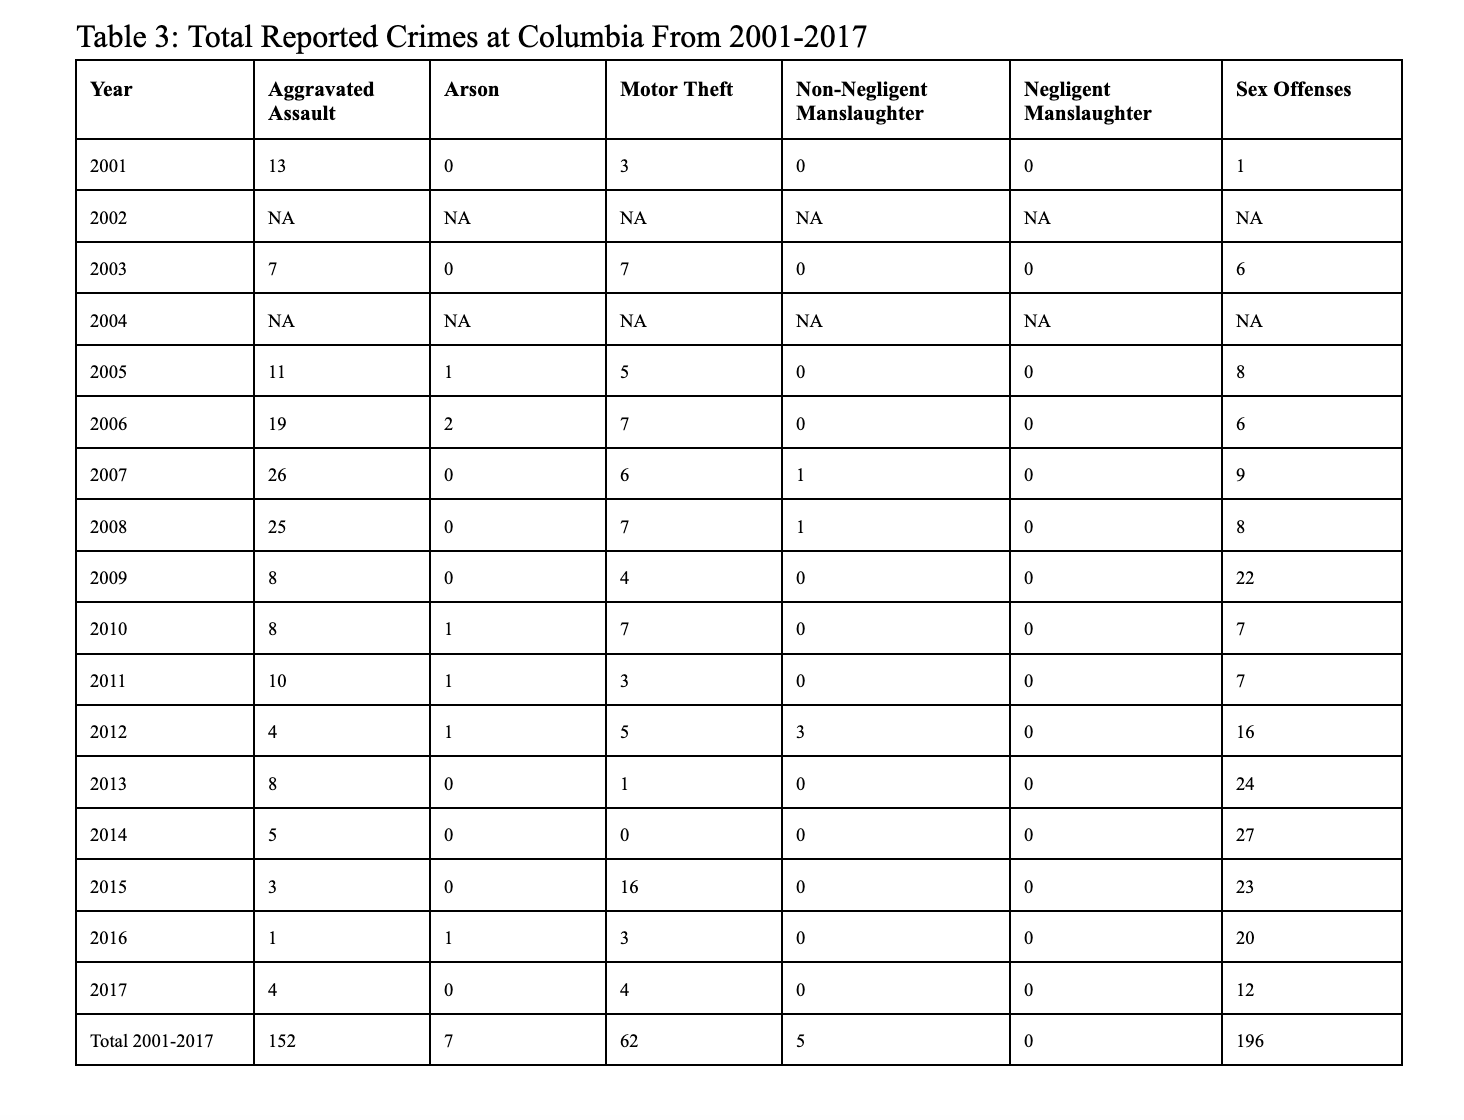 Table 3: Total Reported Crimes at Columbia From 2001-2017
Year Aggravated Assault Arson Motor Theft Non-Negligent Manslaughter Negligent Manslaughter Sex Offenses
2001 13 0 3 0 0 1
2002 NA NA NA NA NA NA
2003 7 0 7 0 0 6
2004 NA NA NA NA NA NA
2005 11 1 5 0 0 8
2006 19 2 7 0 0 6
2007 26 0 6 1 0 9
2008 25 0 7 1 0 8
2009 8 0 4 0 0 22
2010 8 1 7 0 0 7
2011 10 1 3 0 0 7
2012 4 1 5 3 0 16
2013 8 0 1 0 0 24
2014 5 0 0 0 0 27
2015 3 0 16 0 0 23
2016 1 1 3 0 0 20
2017 4 0 4 0 0 12
Total 2001-2017 152 7 62 5 0 196